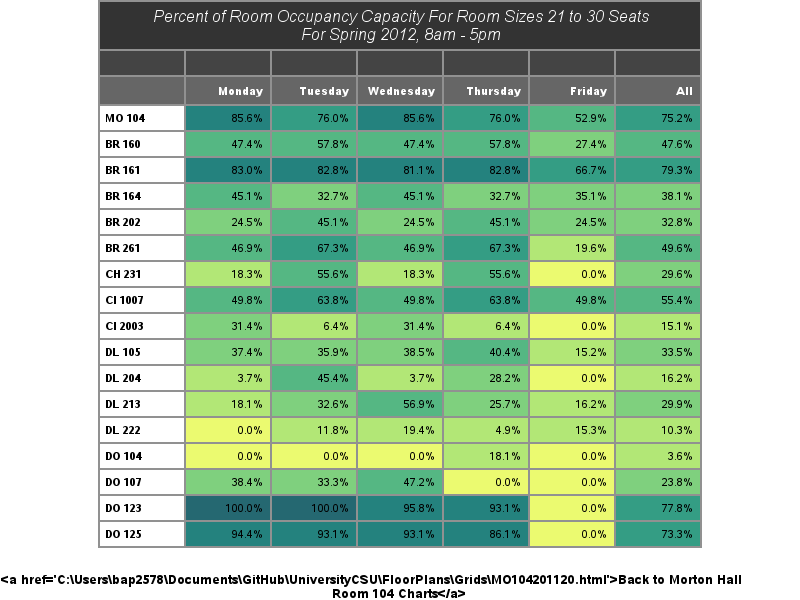 Percent of Room Occupancy Capacity For Room Sizes 21 to 30 Seats
For Spring 2012, 8am - 5pm
Monday Tuesday Wednesday Thursday Friday All
MO 104 85.6% 76.0% 85.6% 76.0% 52.9% 75.2%
BR 160 47.4% 57.8% 47.4% 57.8% 27.4% 47.6%
BR 161 83.0% 82.8% 81.1% 82.8% 66.7% 79.3%
BR 164 45.1% 32.7% 45.1% 32.7% 35.1% 38.1%
BR 202 24.5% 45.1% 24.5% 45.1% 24.5% 32.8%
BR 261 46.9% 67.3% 46.9% 67.3% 19.6% 49.6%
CH 231 18.3% 55.6% 18.3% 55.6% 0.0% 29.6%
CI 1007 49.8% 63.8% 49.8% 63.8% 49.8% 55.4%
CI 2003 31.4% 6.4% 31.4% 6.4% 0.0% 15.1%
DL 105 37.4% 35.9% 38.5% 40.4% 15.2% 33.5%
DL 204 3.7% 45.4% 3.7% 28.2% 0.0% 16.2%
DL 213 18.1% 32.6% 56.9% 25.7% 16.2% 29.9%
DL 222 0.0% 11.8% 19.4% 4.9% 15.3% 10.3%
DO 104 0.0% 0.0% 0.0% 18.1% 0.0% 3.6%
DO 107 38.4% 33.3% 47.2% 0.0% 0.0% 23.8%
DO 123 100.0% 100.0% 95.8% 93.1% 0.0% 77.8%
DO 125 94.4% 93.1% 93.1% 86.1% 0.0% 73.3%
<a href='C:\Users\bap2578\Documents\GitHub\UniversityCSU\FloorPlans\Grids\MO104201120.html'>Back to Morton Hall
Room 104 Charts</a>